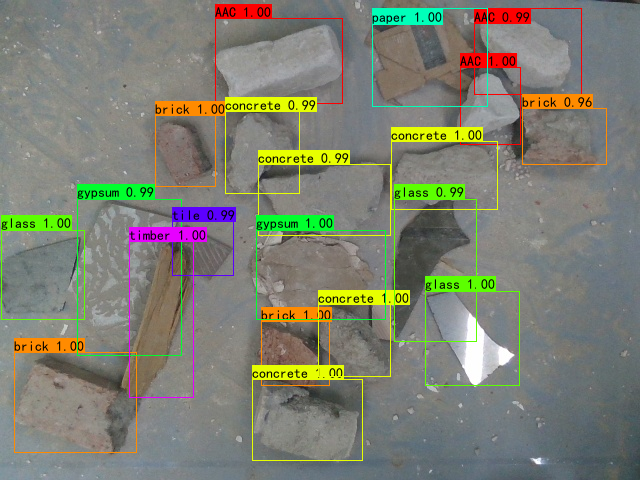 AAC 1.00
paper 1.00
AAC 0.99
AAC 1.00
brick 0.96
brick 1.00
concrete 0.99
concrete 1.00
concrete 0.99
gypsum 0.99
glass 0.99
tile 0.99
glass 1.00
gypsum 1.00
timber 1.00
glass 1.00
concrete 1.00
brick 1.00
brick 1.00
concrete 1.00